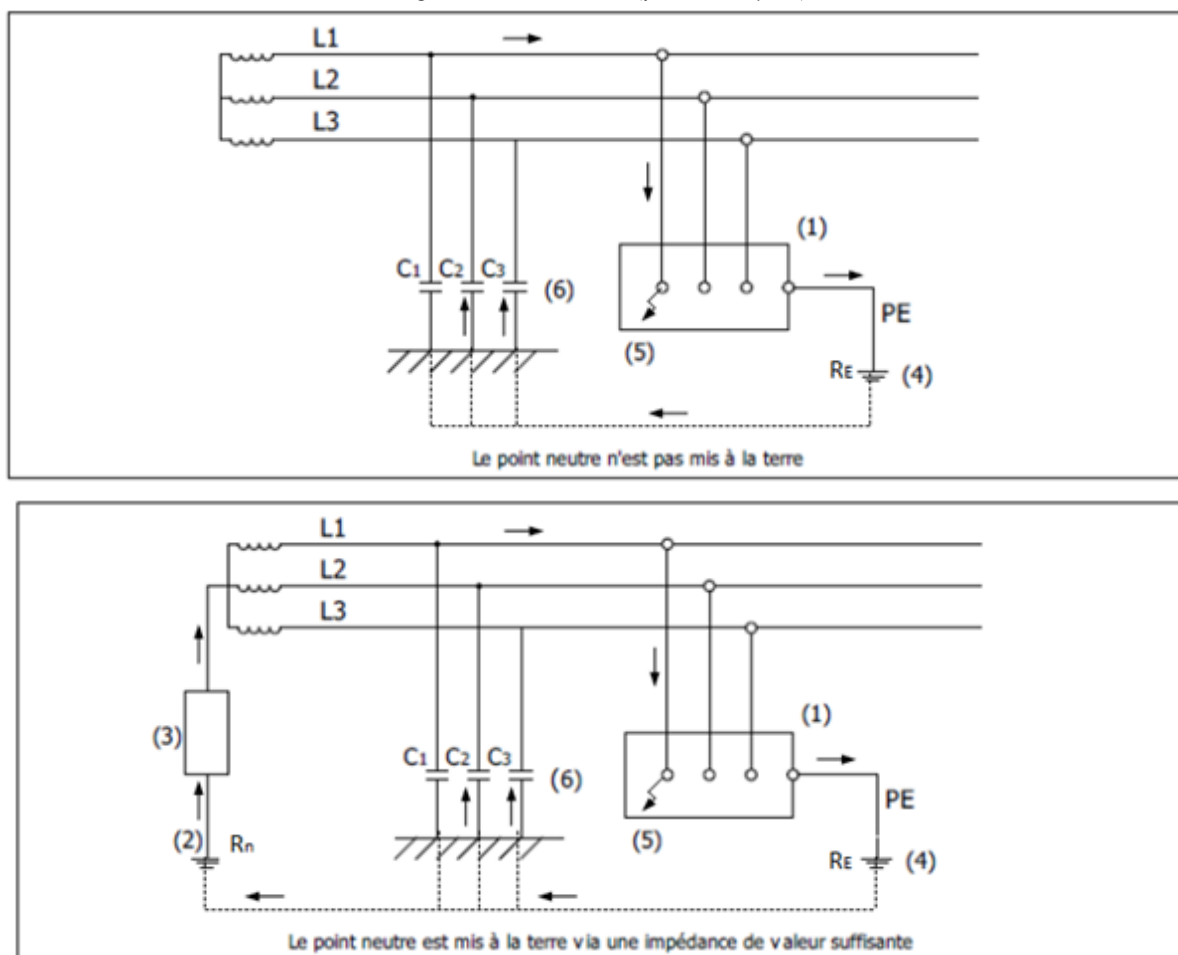 L1
L2
L3
(1)
C1 C2 C3 (6)
PE
(5)
RE (4)
Le point neutre n'est pas mis à la terre
L1
L2
L3
(1)
(3)
C1 C2 C3 (6)
PE
(2) Rn
(5)
RE (4)
Le point neutre est mis à la terre via une impédance de valeur suffisante